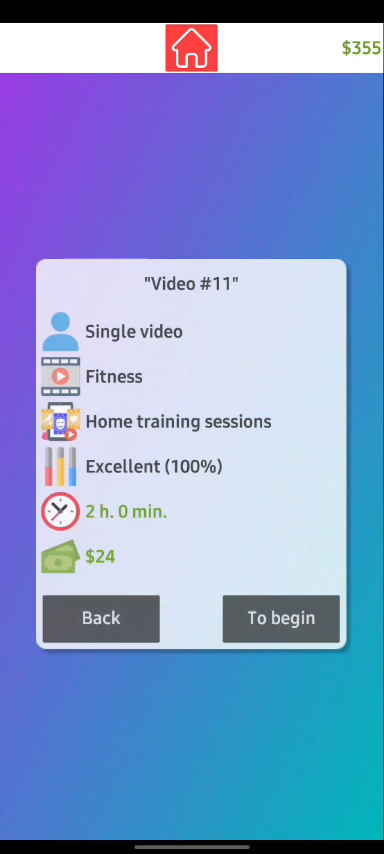 $355
"Video #11"
Single video
Fitness
Home training sessions
Excellent (100%)
2 h. 0 min.
$24
Back
To begin